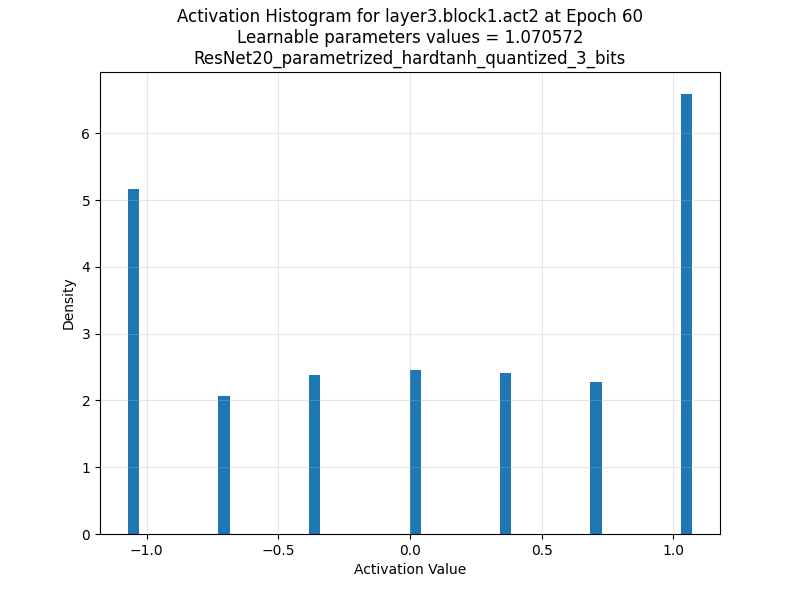 Activation Histogram for layer3.block1.act2 at Epoch 60
Learnable parameters values = 1.070572
ResNet20_parametrized_hardtanh_quantized_3_bits
Density
6
5
4
3
2
1
0
−1.0 −0.5 0.0 0.5 1.0
Activation Value